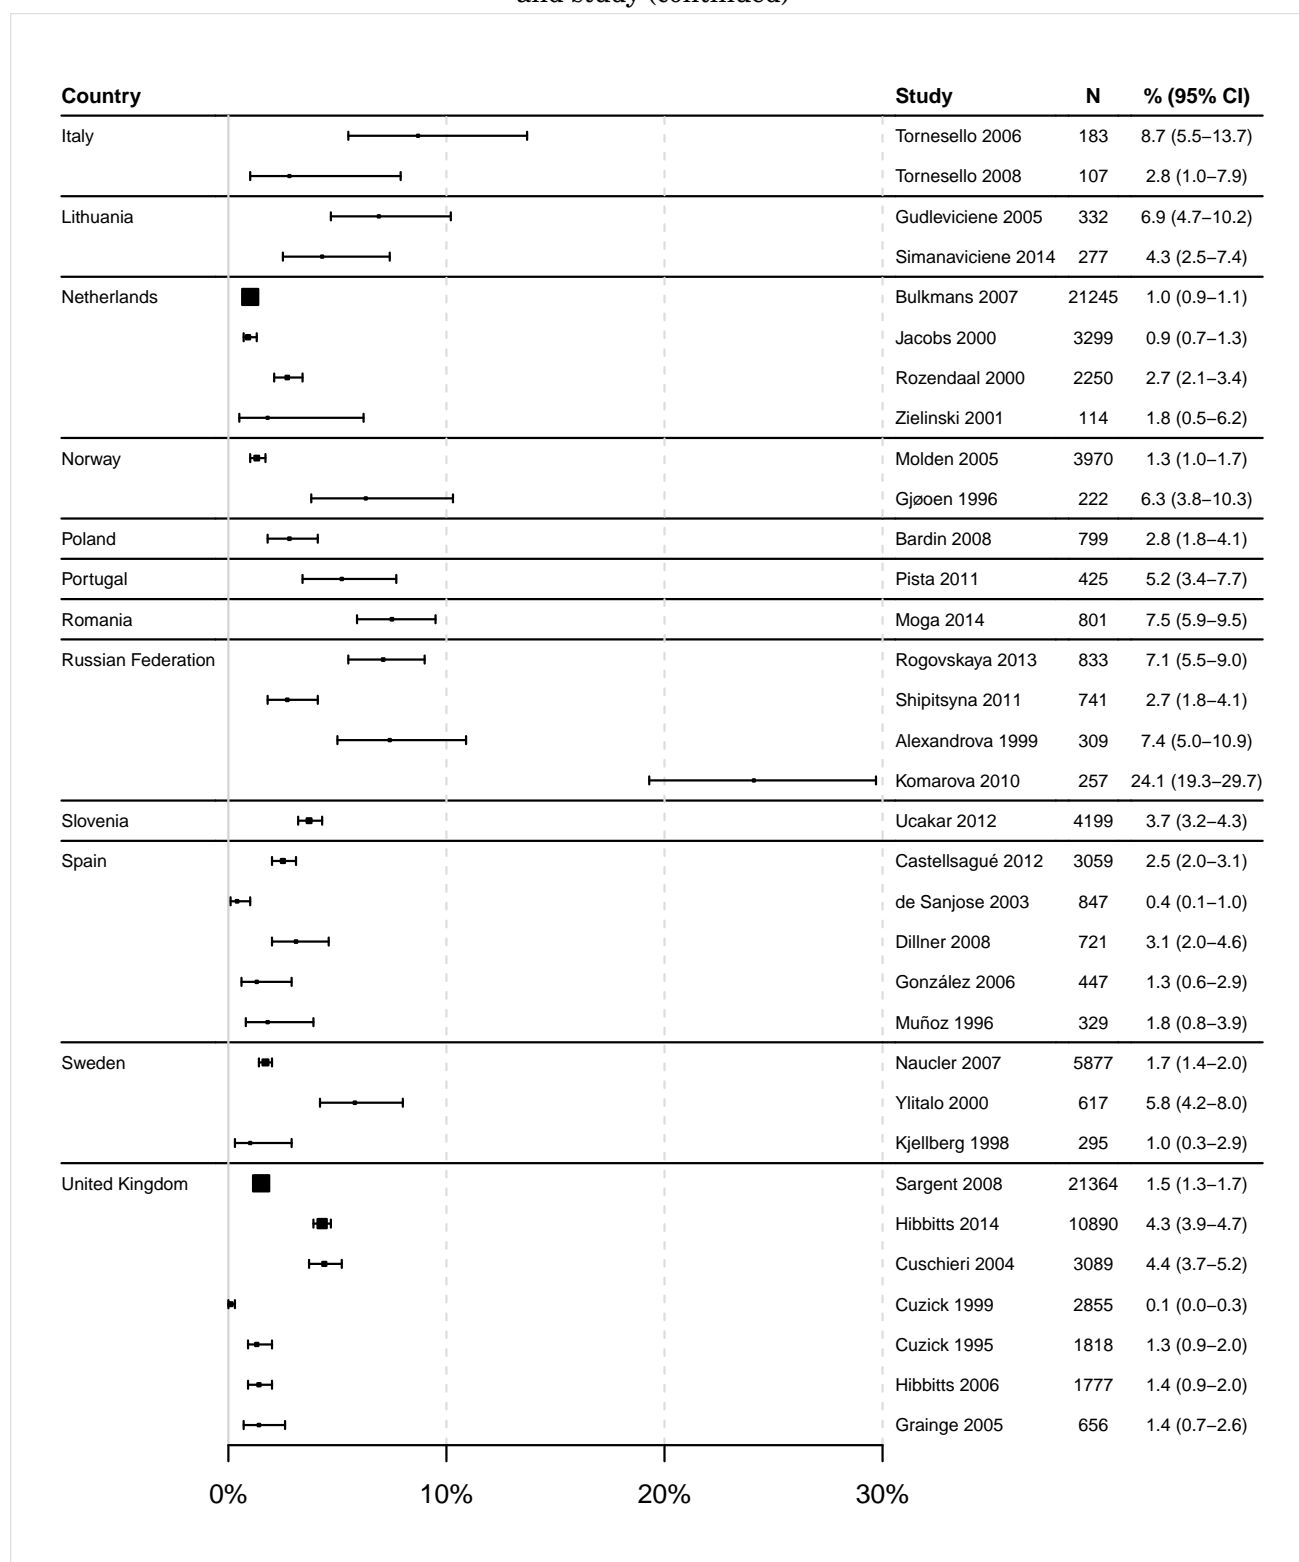 and study (continued)
Country Study N % (95% CI)
Italy Tornesello 2006 183 8.7 (5.5–13.7)
Tornesello 2008 107 2.8 (1.0–7.9)
Lithuania Gudleviciene 2005 332 6.9 (4.7–10.2)
Simanaviciene 2014 277 4.3 (2.5–7.4)
Netherlands Bulkmans 2007 21245 1.0 (0.9–1.1)
Jacobs 2000 3299 0.9 (0.7–1.3)
Rozendaal 2000 2250 2.7 (2.1–3.4)
Zielinski 2001 114 1.8 (0.5–6.2)
Norway Molden 2005 3970 1.3 (1.0–1.7)
Gjøoen 1996 222 6.3 (3.8–10.3)
Poland Bardin 2008 799 2.8 (1.8–4.1)
Portugal Pista 2011 425 5.2 (3.4–7.7)
Romania Moga 2014 801 7.5 (5.9–9.5)
Russian Federation Rogovskaya 2013 833 7.1 (5.5–9.0)
Shipitsyna 2011 741 2.7 (1.8–4.1)
Alexandrova 1999 309 7.4 (5.0–10.9)
Komarova 2010 257 24.1 (19.3–29.7)
Slovenia Ucakar 2012 4199 3.7 (3.2–4.3)
Spain Castellsagué 2012 3059 2.5 (2.0–3.1)
de Sanjose 2003 847 0.4 (0.1–1.0)
Dillner 2008 721 3.1 (2.0–4.6)
González 2006 447 1.3 (0.6–2.9)
Muñoz 1996 329 1.8 (0.8–3.9)
Sweden Naucler 2007 5877 1.7 (1.4–2.0)
Ylitalo 2000 617 5.8 (4.2–8.0)
Kjellberg 1998 295 1.0 (0.3–2.9)
United Kingdom Sargent 2008 21364 1.5 (1.3–1.7)
Hibbitts 2014 10890 4.3 (3.9–4.7)
Cuschieri 2004 3089 4.4 (3.7–5.2)
Cuzick 1999 2855 0.1 (0.0–0.3)
Cuzick 1995 1818 1.3 (0.9–2.0)
Hibbitts 2006 1777 1.4 (0.9–2.0)
Grainge 2005 656 1.4 (0.7–2.6)
0% 10% 20% 30%